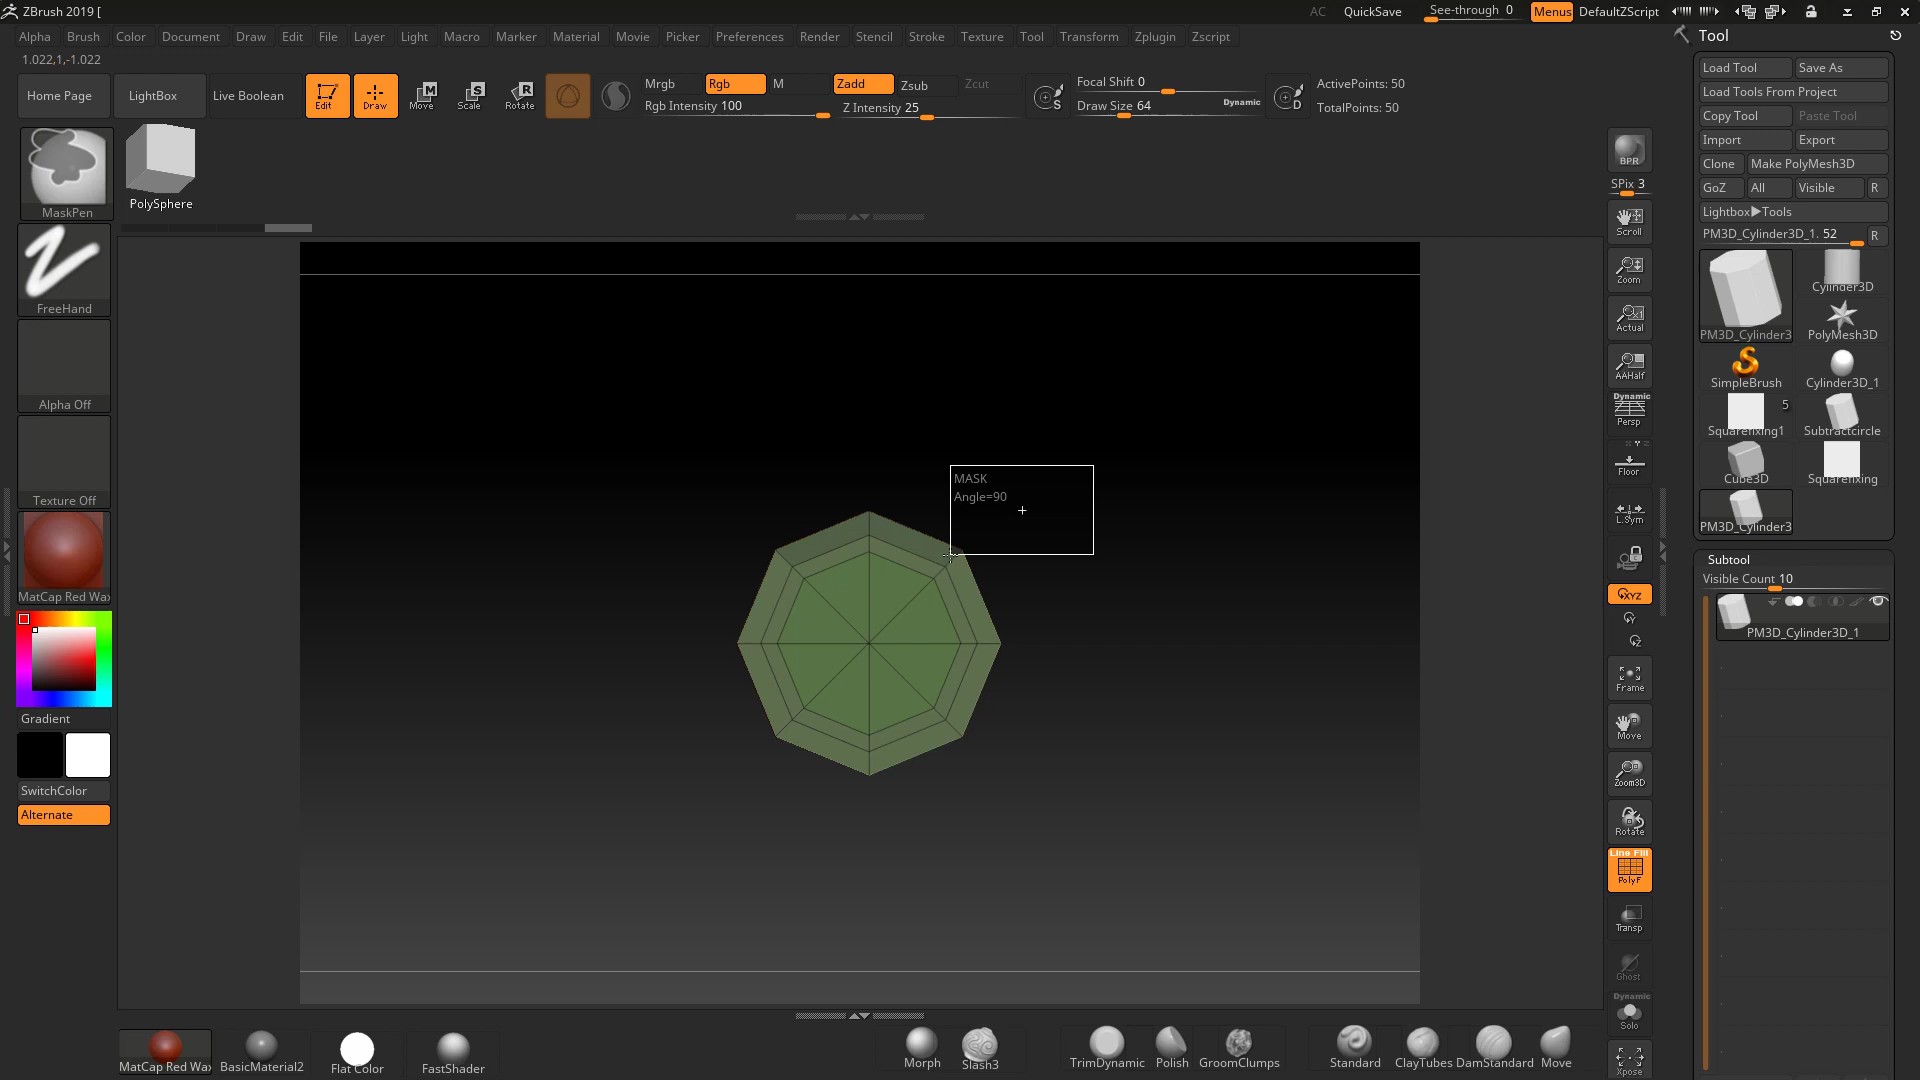 ZBrush 2019 [
AC
QuickSave
See-through 0
Menus
DefaultZScript
Alpha Brush Color Document Draw Edit File Layer Light Macro Marker Material Movie Picker Preferences Render Stencil Stroke Texture Tool Transform Zplugin Zscript
Tool
1.022,1,-1.022
Home Page
LightBox
Live Boolean
Edit
Draw
Move
M
Scale
S
Rotate
R
Mrgb
Rgb
M
Rgb Intensity 100
Zadd
Zsub
Zcut
Z Intensity 25
S
Focal Shift 0
Draw Size 64
Dynamic
D
ActivePoints: 50
TotalPoints: 50
Load Tool
Save As
Load Tools From Project
Copy Tool
Paste Tool
Import
Export
Clone
Make PolyMesh3D
GoZ
All
Visible
R
Lightbox▶Tools
PM3D_Cylinder3D_1. 52
R
PM3D_Cylinder3
Cylinder3D
PolyMesh3D
SimpleBrush
Cylinder3D_1
5
Squarefixing1
Subtractcircle
Cube3D
Squarefixing
PM3D_Cylinder3
Subtool
Visible Count 10
PM3D_Cylinder3D_1
MaskPen
PolySphere
FreeHand
Alpha Off
Texture Off
MatCap Red Wax
Gradient
SwitchColor
Alternate
MASK
Angle=90
BPR
SPix 3
Scroll
Zoom
Actual
AAHalf
Dynamic
Persp
Floor
L.Sym
XYZ
Y
Z
Frame
Move
Zoom3D
Rotate
Line Fill
PolyF
Transp
Ghost
Dynamic
Solo
Xpose
MatCap Red Wax
BasicMaterial2
Flat Color
FastShader
Morph
Slash3
TrimDynamic
Polish
GroomClumps
Standard
ClayTubes
DamStandard
Move